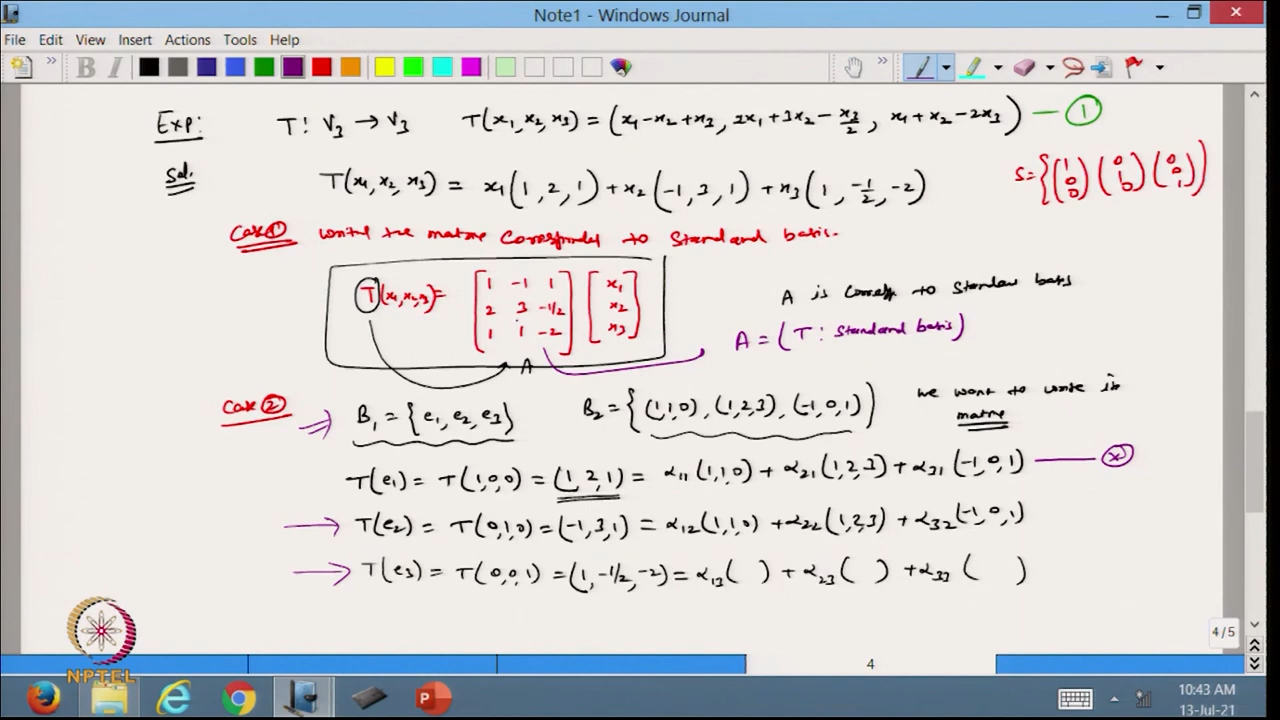 Note1 - Windows Journal
File Edit View Insert Actions Tools Help
Exp: T: V₃ → V₃ T(x₁, x₂, x₃) = (x₁-x₂+x₃, 2x₁+3x₂-x₃/2, x₁+x₂-2x₃) — ①
Sol. T(x₁, x₂, x₃) = x₁(1, 2, 1) + x₂(-1, 3, 1) + x₃(1, -1/2, -2)
S = {(1 0 0) (0 1 0) (0 0 1)}
Case ① write the matrix corresponds to Standard basis.
T(x₁,x₂,x₃) = [1 -1 1; 2 3 -1/2; 1 1 -2] [x₁; x₂; x₃]
A
A is corresp to standard basis
A = (T : Standard basis)
Case ② B₁ = {e₁, e₂, e₃} B₂ = {(1,1,0), (1,2,3), (-1,0,1)} we want to write in
matrix
T(e₁) = T(1,0,0) = (1,2,1) = α₁₁(1,1,0) + α₂₁(1,2,3) + α₃₁(-1,0,1) — (*)
T(e₂) = T(0,1,0) = (-1,3,1) = α₁₂(1,1,0) + α₂₂(1,2,3) + α₃₂(-1,0,1)
T(e₃) = T(0,0,1) = (1,-1/2,-2) = α₁₃( ) + α₂₃( ) + α₃₃( )
4/5
4
NPTEL
10:43 AM
13-Jul-21